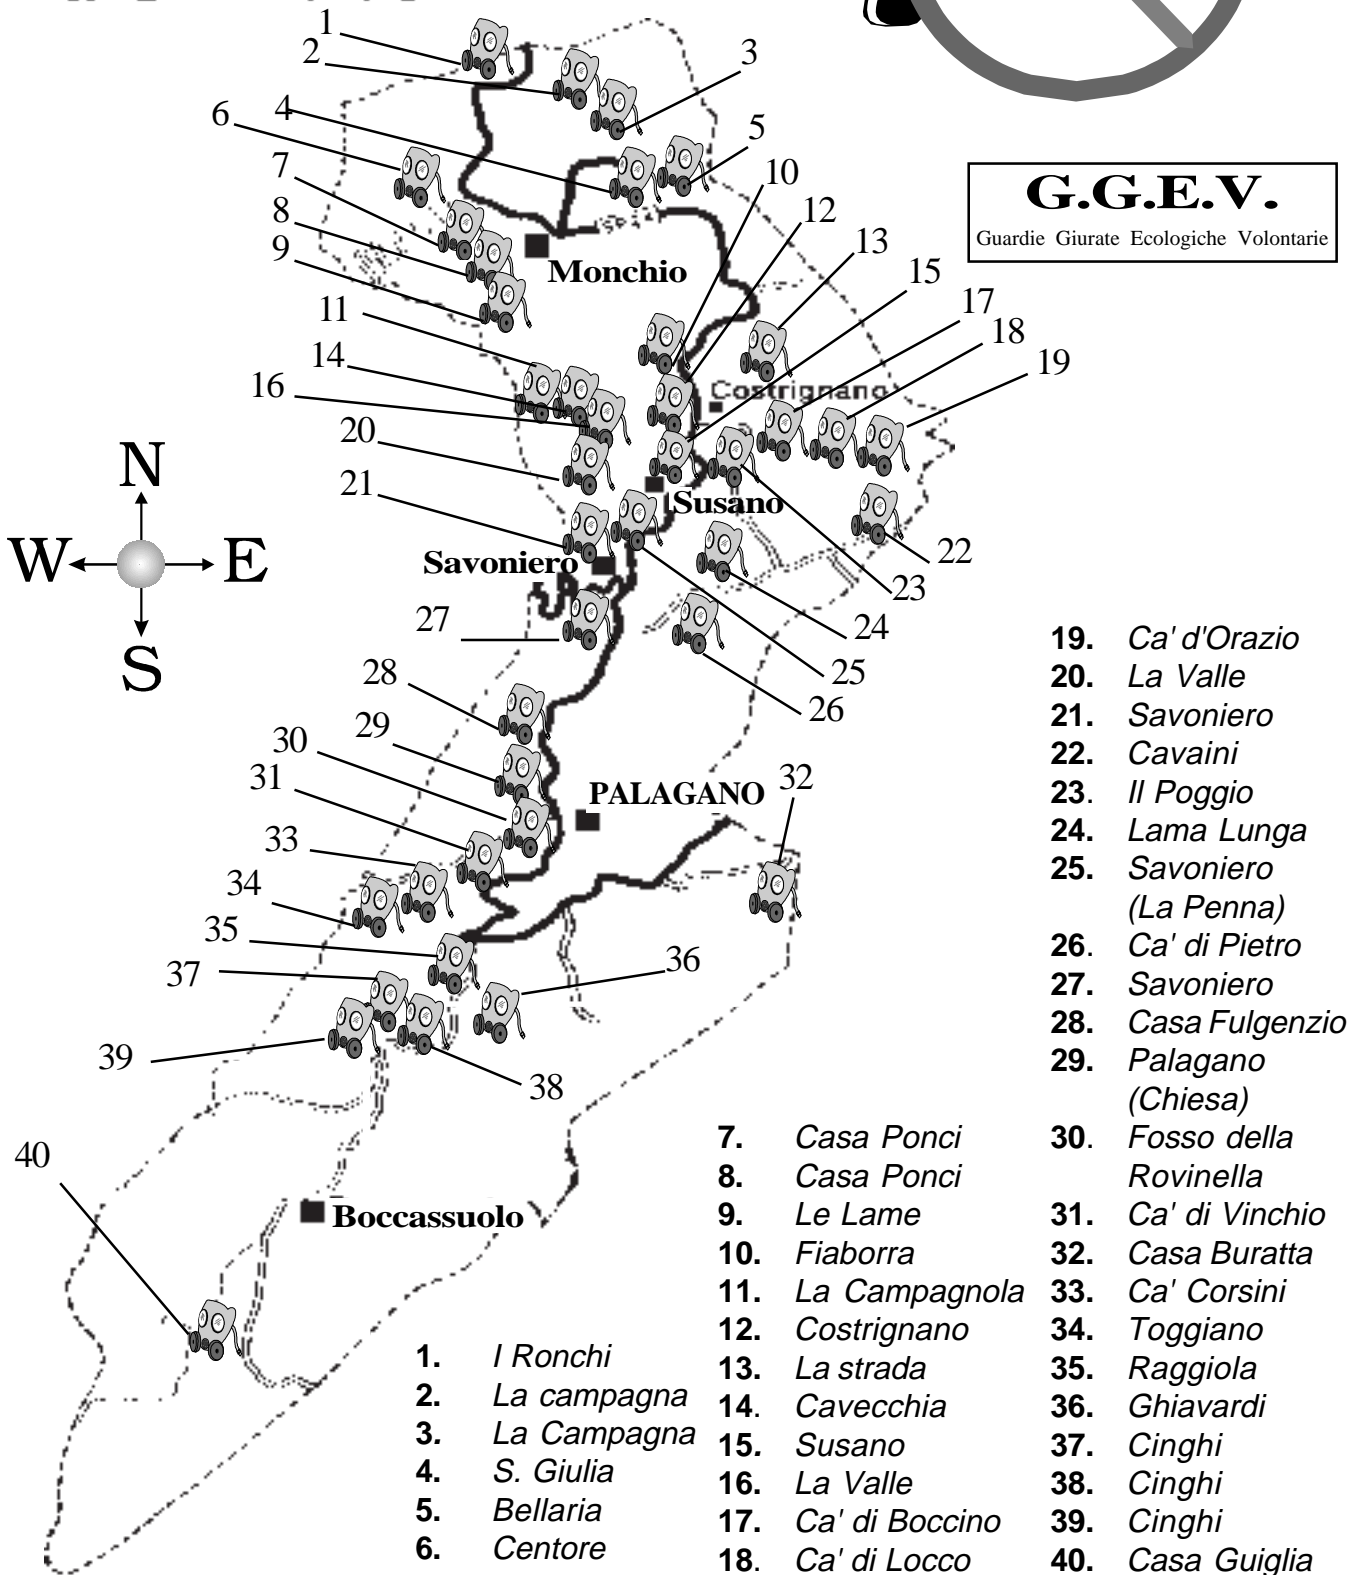 1
2
3
4
5
6
7
8
9
10
12
13
15
17
18
19
11
14
16
20
21
22
23
24
25
26
27
28
29
30
31
32
33
34
35
36
37
38
39
40
G.G.E.V.
Guardie Giurate Ecologiche Volontarie
Monchio
Costrignano
Susano
Savoniero
PALAGANO
Boccassuolo
N
W E
S
1. I Ronchi
2. La campagna
3. La Campagna
4. S. Giulia
5. Bellaria
6. Centore
7. Casa Ponci
8. Casa Ponci
9. Le Lame
10. Fiaborra
11. La Campagnola
12. Costrignano
13. La strada
14. Cavecchia
15. Susano
16. La Valle
17. Ca' di Boccino
18. Ca' di Locco
19. Ca' d'Orazio
20. La Valle
21. Savoniero
22. Cavaini
23. Il Poggio
24. Lama Lunga
25. Savoniero
(La Penna)
26. Ca' di Pietro
27. Savoniero
28. Casa Fulgenzio
29. Palagano
(Chiesa)
30. Fosso della
Rovinella
31. Ca' di Vinchio
32. Casa Buratta
33. Ca' Corsini
34. Toggiano
35. Raggiola
36. Ghiavardi
37. Cinghi
38. Cinghi
39. Cinghi
40. Casa Guiglia